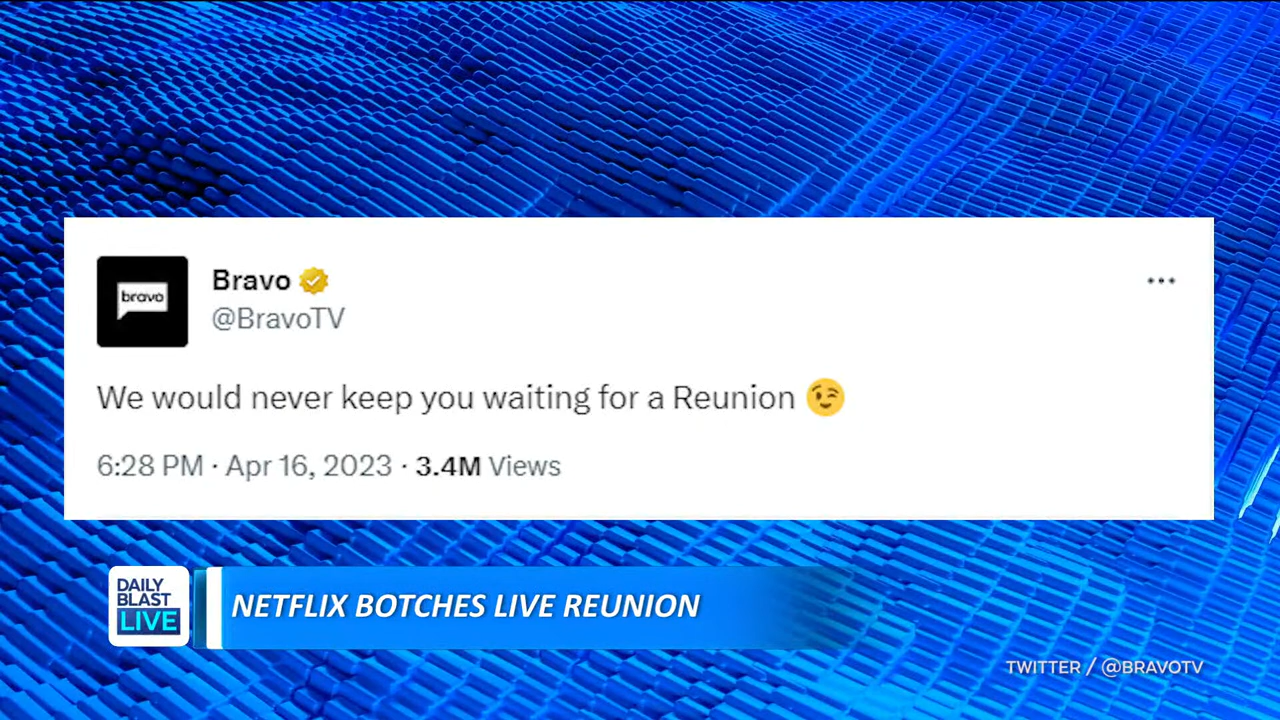 bravo
Bravo
@BravoTV
We would never keep you waiting for a Reunion 😉
6:28 PM · Apr 16, 2023 · 3.4M Views
DAILY
BLAST
LIVE
NETFLIX BOTCHES LIVE REUNION
TWITTER / @BRAVOTV